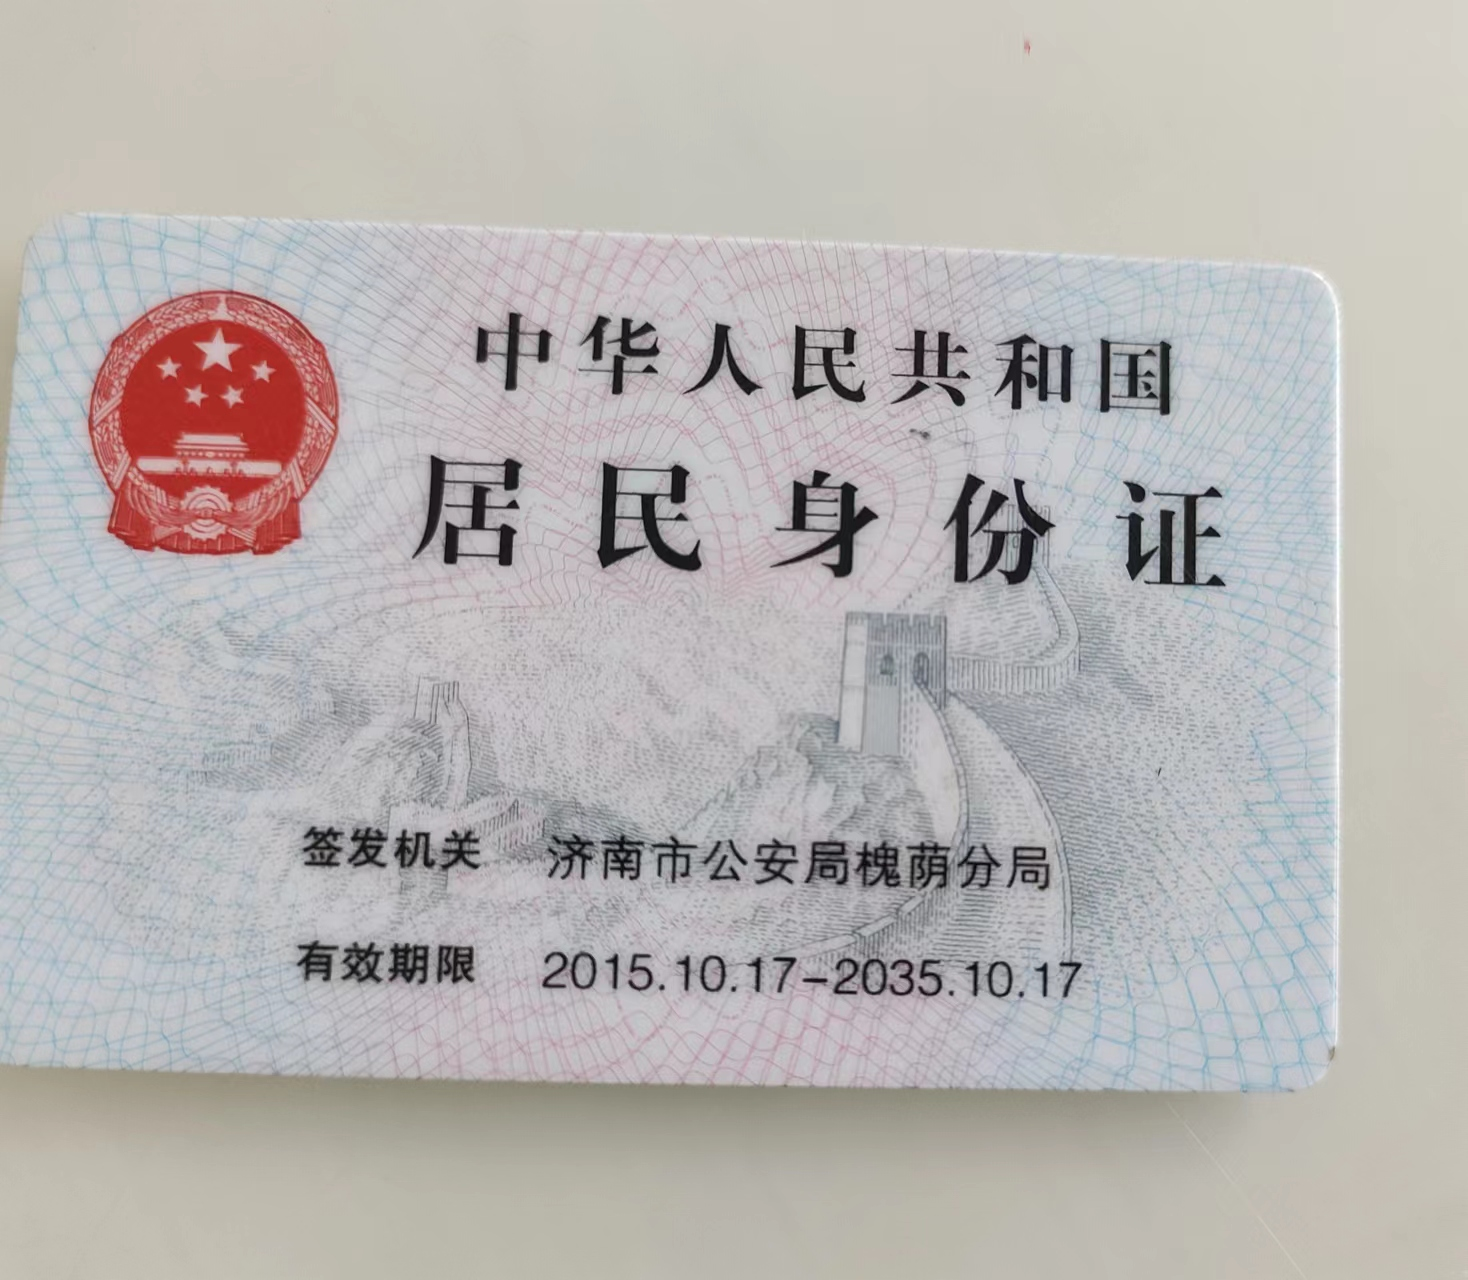 中华人民共和国
居民身份证
签发机关 济南市公安局槐荫分局
有效期限 2015.10.17-2035.10.17